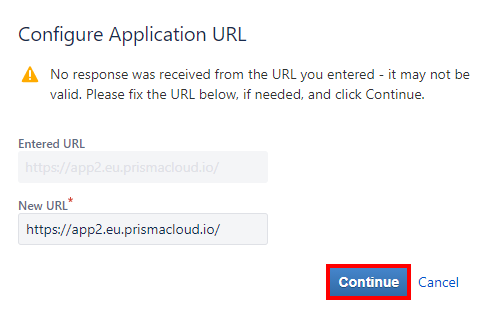 Configure Application URL
No response was received from the URL you entered - it may not be
valid. Please fix the URL below, if needed, and click Continue.
Entered URL
https://app2.eu.prismacloud.io/
New URL*
https://app2.eu.prismacloud.io/
Continue Cancel